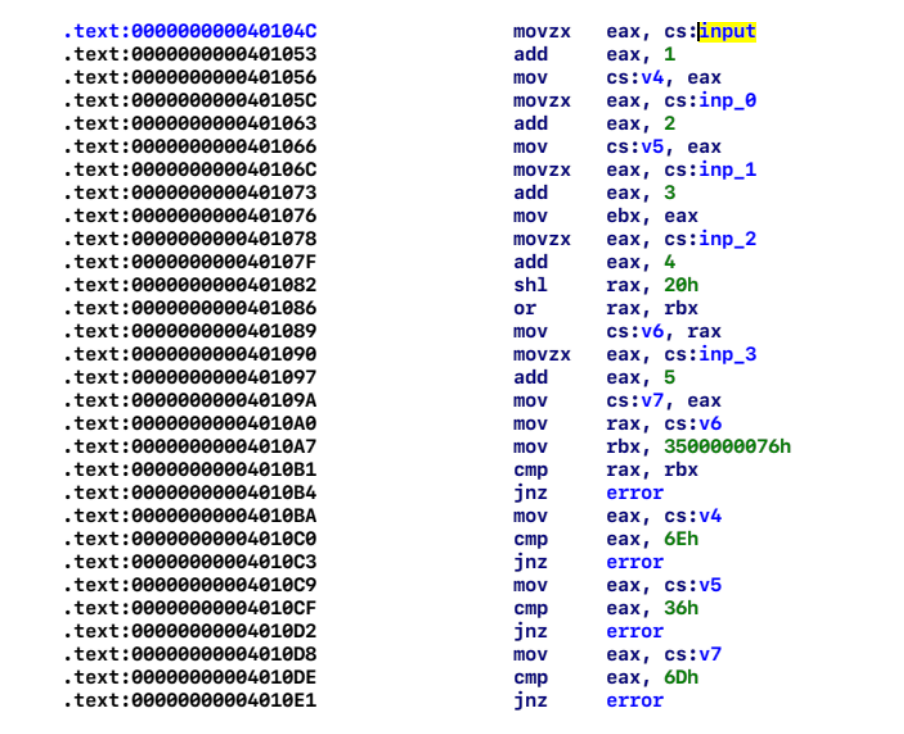 .text:000000000040104C movzx eax, cs:input
.text:0000000000401053 add eax, 1
.text:0000000000401056 mov cs:v4, eax
.text:000000000040105C movzx eax, cs:inp_0
.text:0000000000401063 add eax, 2
.text:0000000000401066 mov cs:v5, eax
.text:000000000040106C movzx eax, cs:inp_1
.text:0000000000401073 add eax, 3
.text:0000000000401076 mov ebx, eax
.text:0000000000401078 movzx eax, cs:inp_2
.text:000000000040107F add eax, 4
.text:0000000000401082 shl rax, 20h
.text:0000000000401086 or rax, rbx
.text:0000000000401089 mov cs:v6, rax
.text:0000000000401090 movzx eax, cs:inp_3
.text:0000000000401097 add eax, 5
.text:000000000040109A mov cs:v7, eax
.text:00000000004010A0 mov rax, cs:v6
.text:00000000004010A7 mov rbx, 3500000076h
.text:00000000004010B1 cmp rax, rbx
.text:00000000004010B4 jnz error
.text:00000000004010BA mov eax, cs:v4
.text:00000000004010C0 cmp eax, 6Eh
.text:00000000004010C3 jnz error
.text:00000000004010C9 mov eax, cs:v5
.text:00000000004010CF cmp eax, 36h
.text:00000000004010D2 jnz error
.text:00000000004010D8 mov eax, cs:v7
.text:00000000004010DE cmp eax, 6Dh
.text:00000000004010E1 jnz error